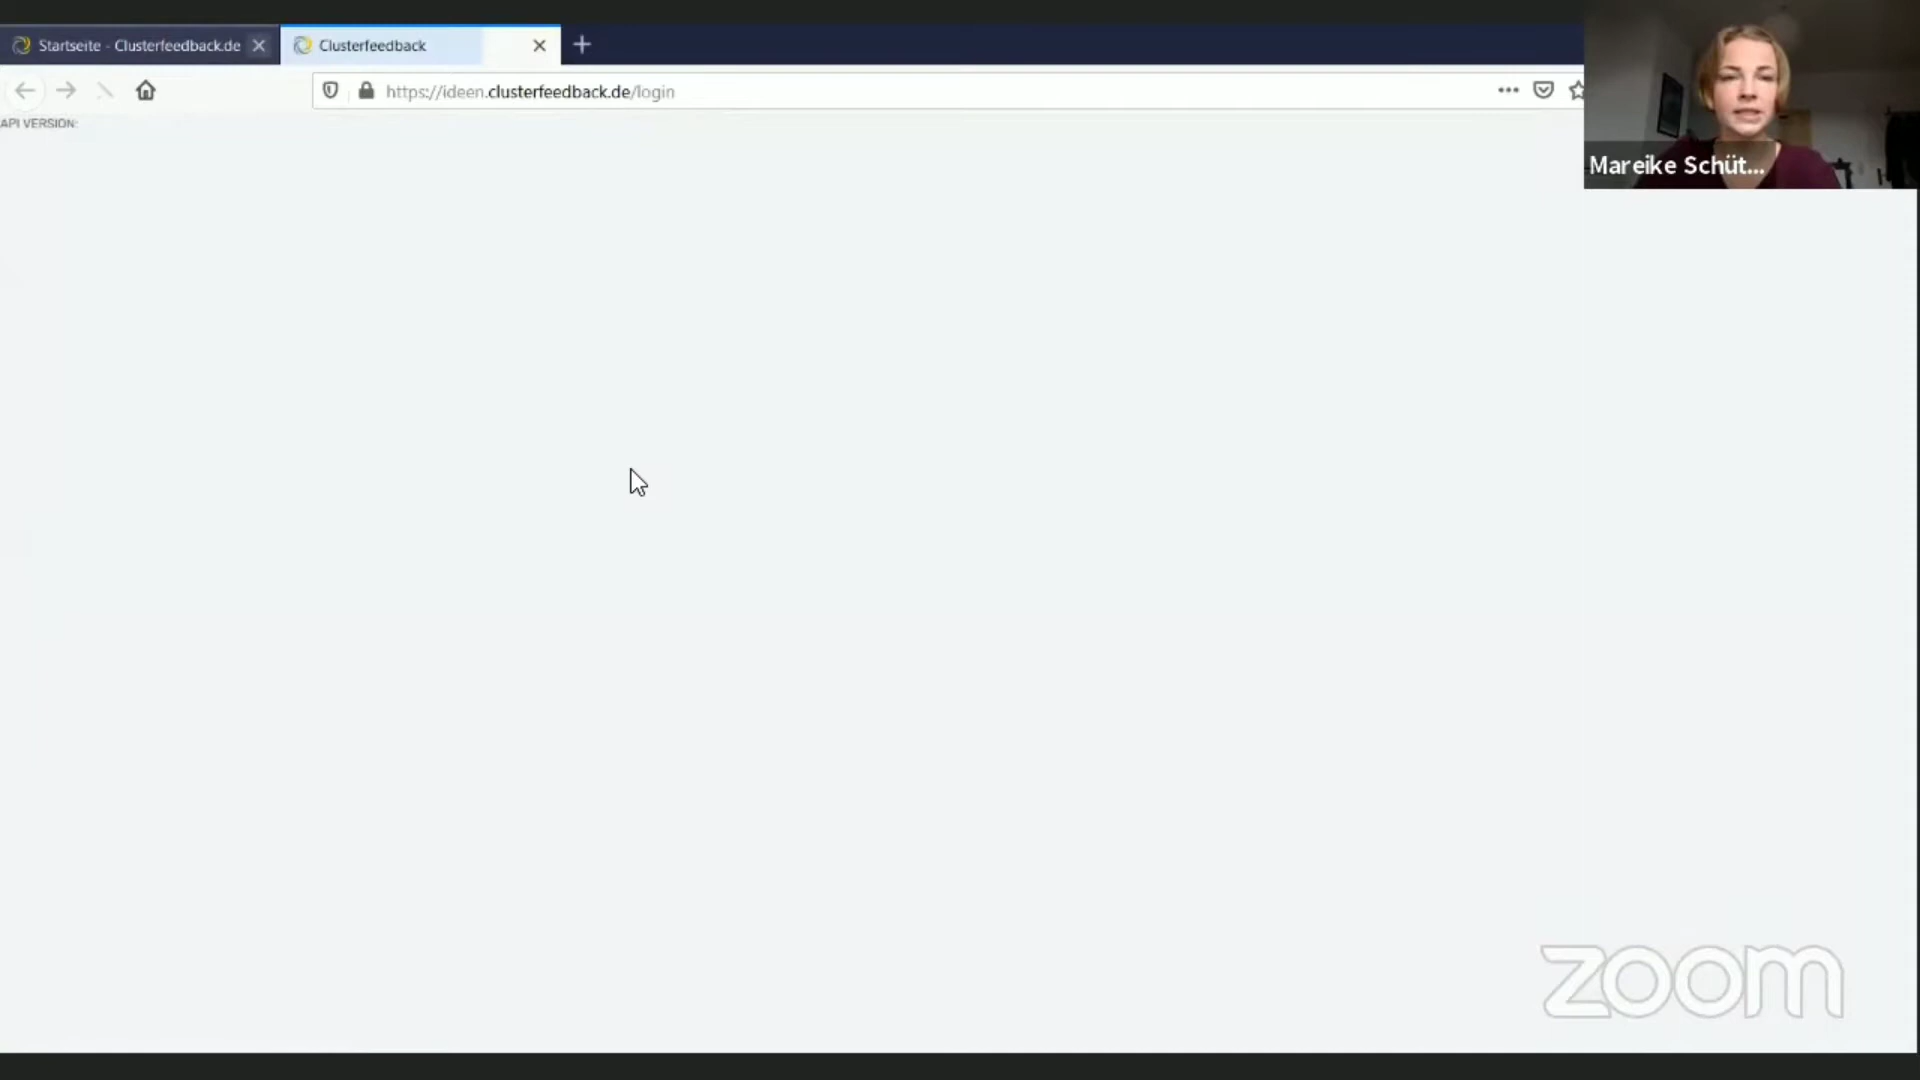 Startseite - Clusterfeedback.de
Clusterfeedback
https://ideen.clusterfeedback.de/login
API VERSION:
Mareike Schüt...
zoom